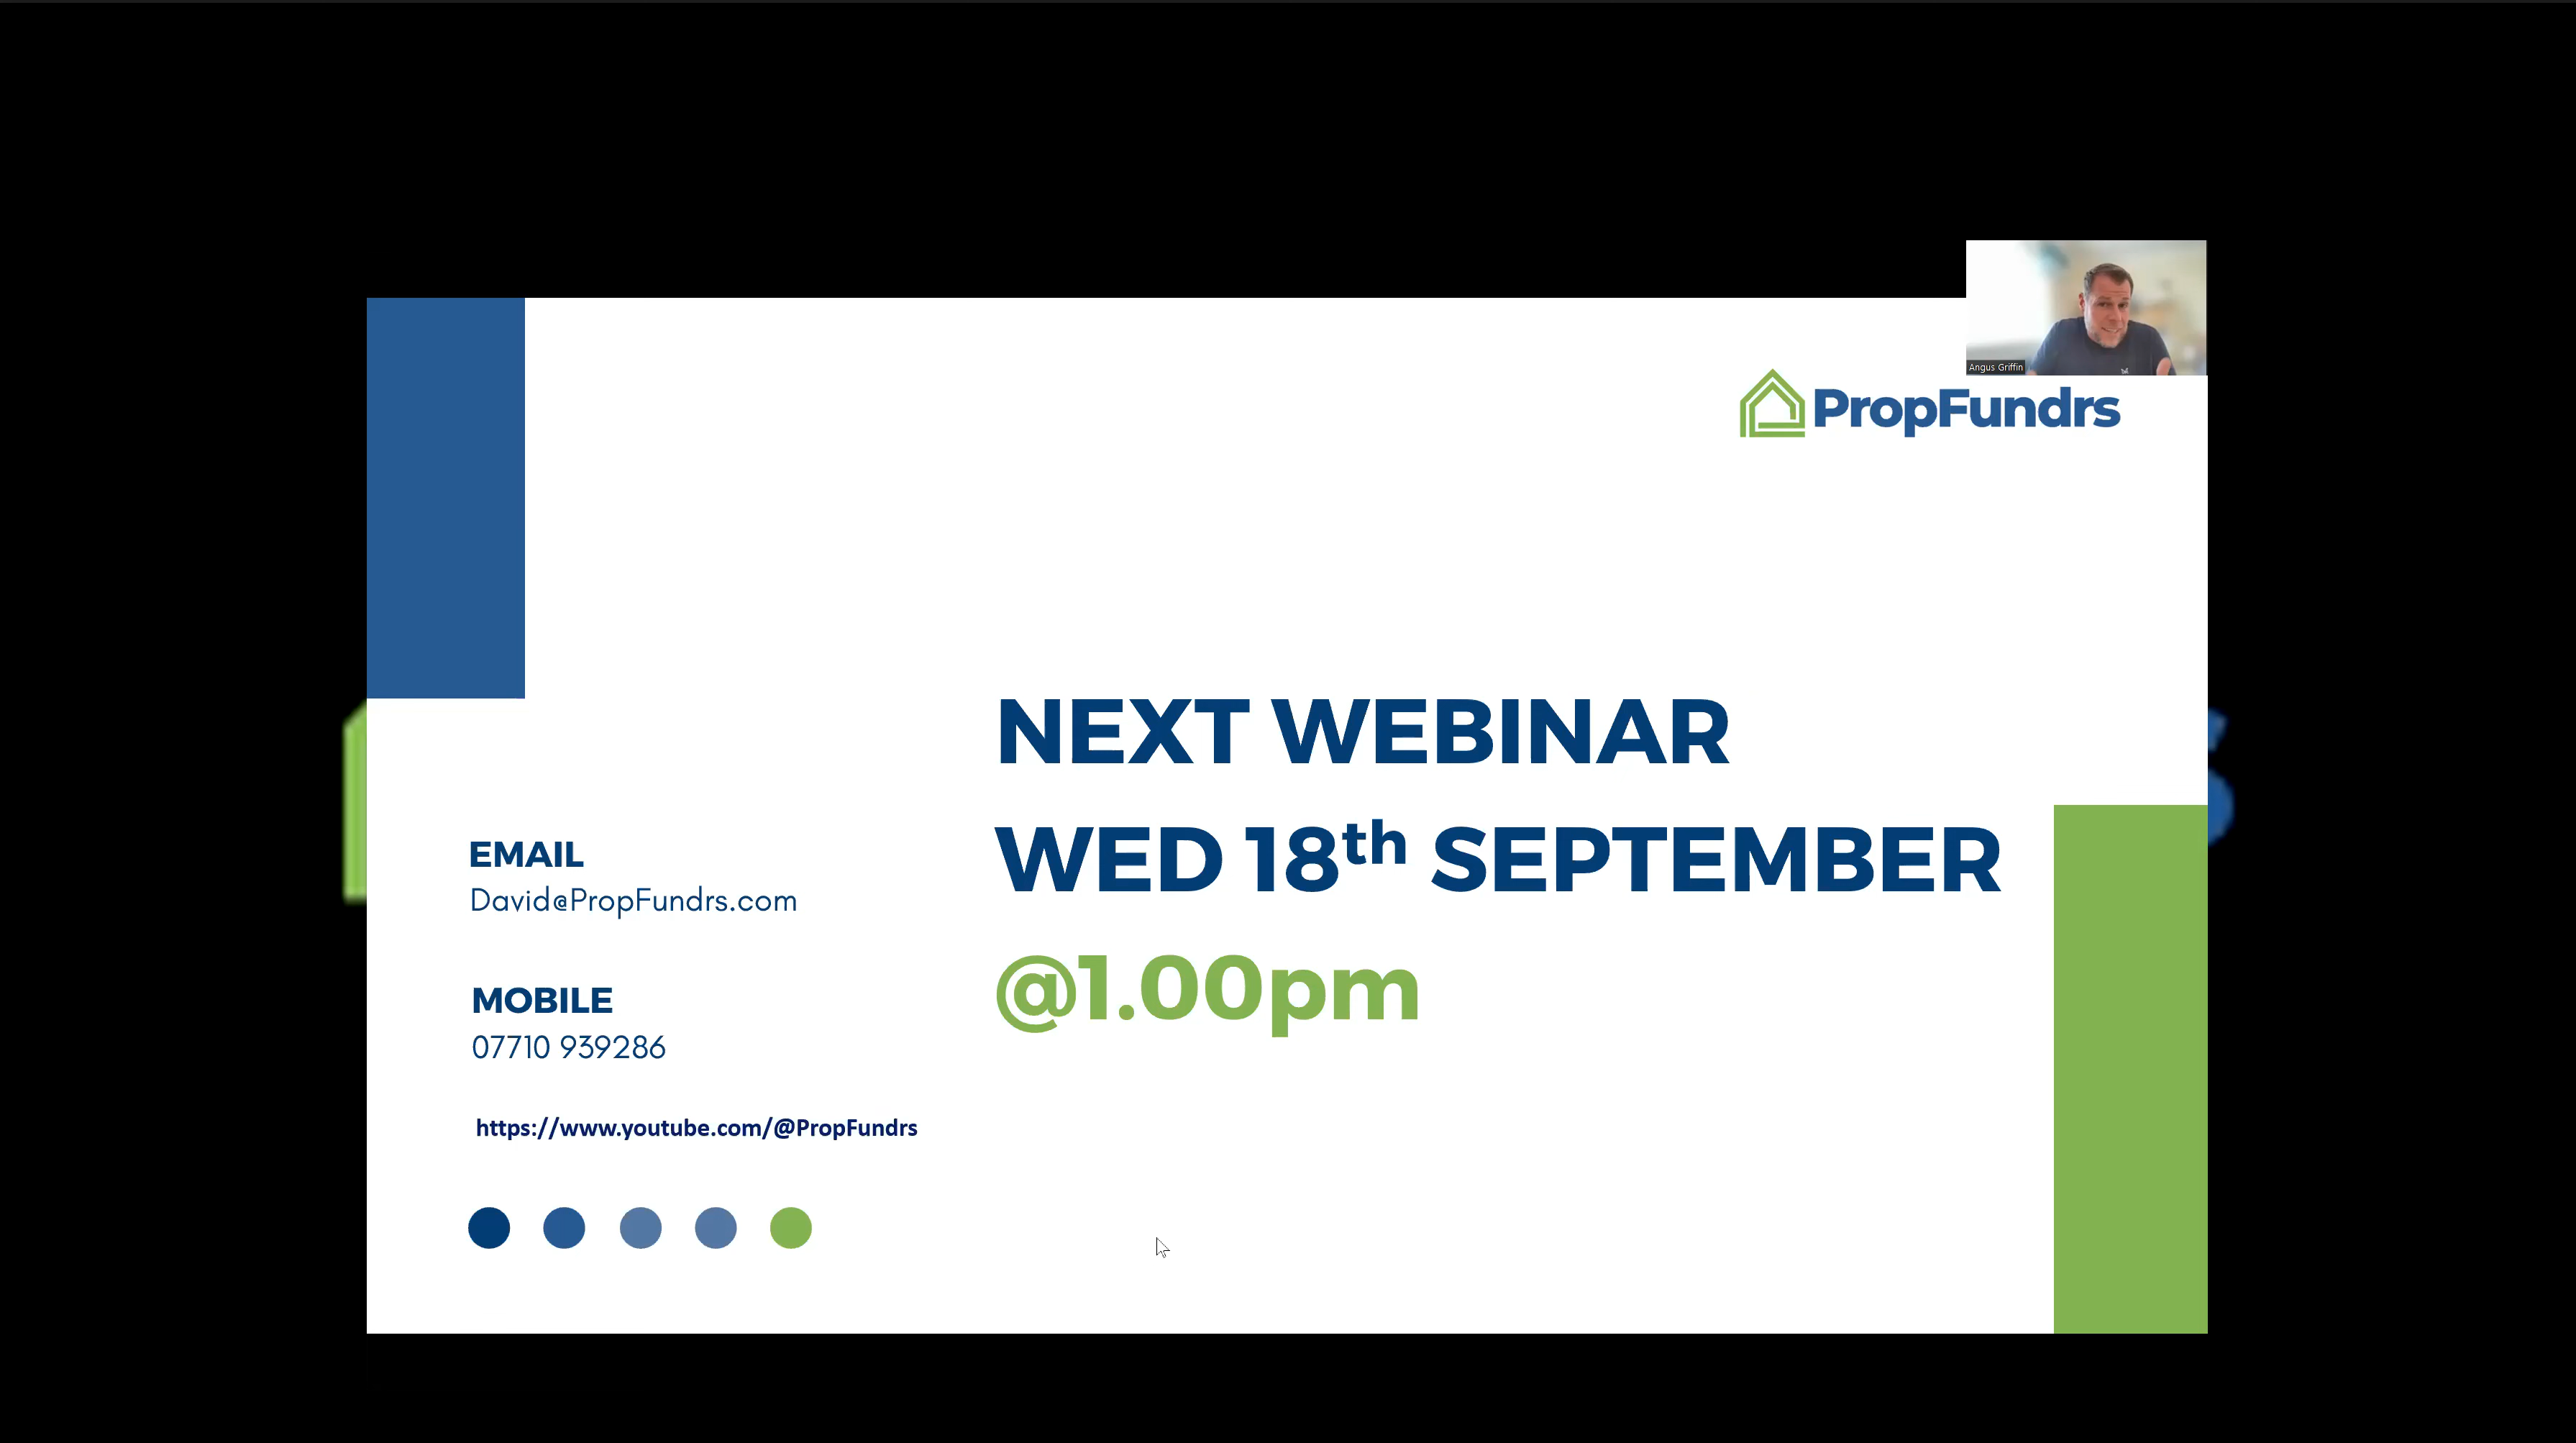 Angus Griffin
PropFundrs
NEXT WEBINAR
WED 18th SEPTEMBER
@1.00pm
EMAIL
David@PropFundrs.com
MOBILE
07710 939286
https://www.youtube.com/@PropFundrs